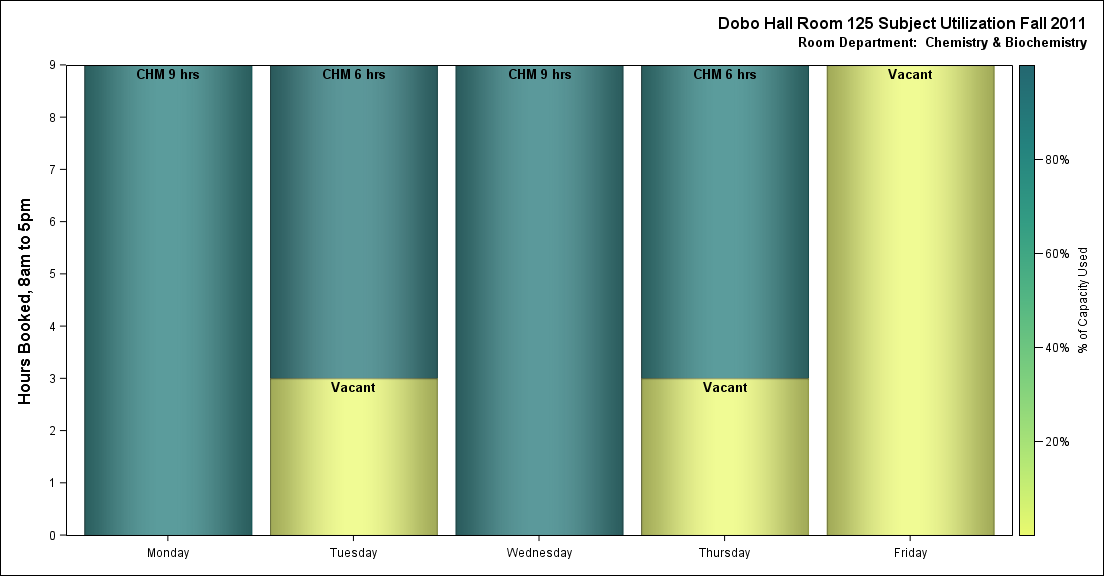 Dobo Hall Room 125 Subject Utilization Fall 2011
Room Department:  Chemistry & Biochemistry
Hours Booked, 8am to 5pm
9
8
7
6
5
4
3
2
1
0
CHM 9 hrs
CHM 6 hrs
CHM 9 hrs
CHM 6 hrs
Vacant
Vacant
Vacant
Monday
Tuesday
Wednesday
Thursday
Friday
80%
60%
40%
20%
% of Capacity Used